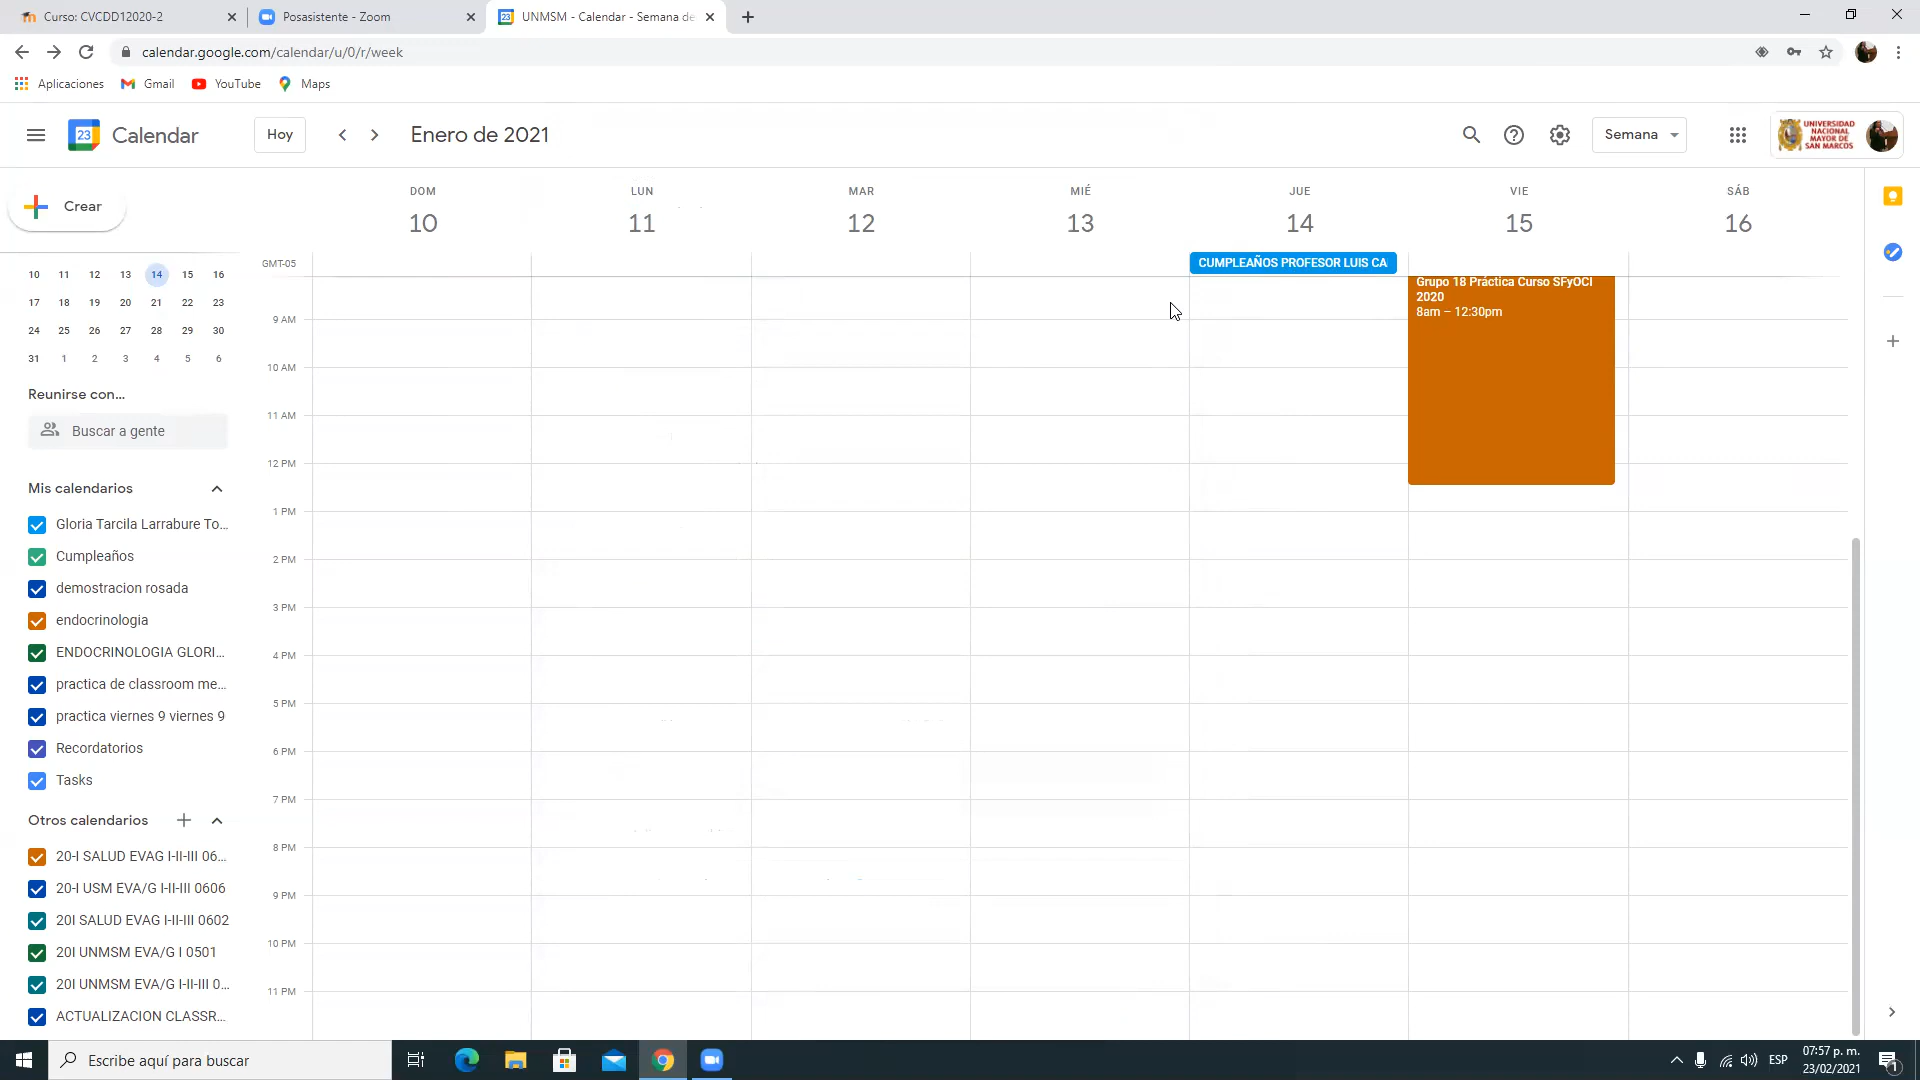 Curso: CVCDD12020-2
Posasistente - Zoom
UNMSM - Calendar - Semana de
calendar.google.com/calendar/u/0/r/week
Aplicaciones
Gmail
YouTube
Maps
23
Calendar
Hoy
Enero de 2021
Semana
UNIVERSIDAD
NACIONAL
MAYOR DE
SAN MARCOS
Crear
DOM
10
LUN
11
MAR
12
MIÉ
13
JUE
14
VIE
15
SÁB
16
GMT-05
CUMPLEAÑOS PROFESOR LUIS CA
Grupo 18 Práctica Curso SFyOCI
2020
8am – 12:30pm
9 AM
10 AM
11 AM
12 PM
1 PM
2 PM
3 PM
4 PM
5 PM
6 PM
7 PM
8 PM
9 PM
10 PM
11 PM
10 11 12 13 14 15 16
17 18 19 20 21 22 23
24 25 26 27 28 29 30
31 1 2 3 4 5 6
Reunirse con...
Buscar a gente
Mis calendarios
Gloria Tarcila Larrabure To...
Cumpleaños
demostracion rosada
endocrinologia
ENDOCRINOLOGIA GLORI...
practica de classroom me...
practica viernes 9 viernes 9
Recordatorios
Tasks
Otros calendarios
20-I SALUD EVAG I-II-III 06...
20-I USM EVA/G I-II-III 0606
20I SALUD EVAG I-II-III 0602
20I UNMSM EVA/G I 0501
20I UNMSM EVA/G I-II-III 0...
ACTUALIZACION CLASSR...
Escribe aquí para buscar
ESP
07:57 p. m.
23/02/2021
1